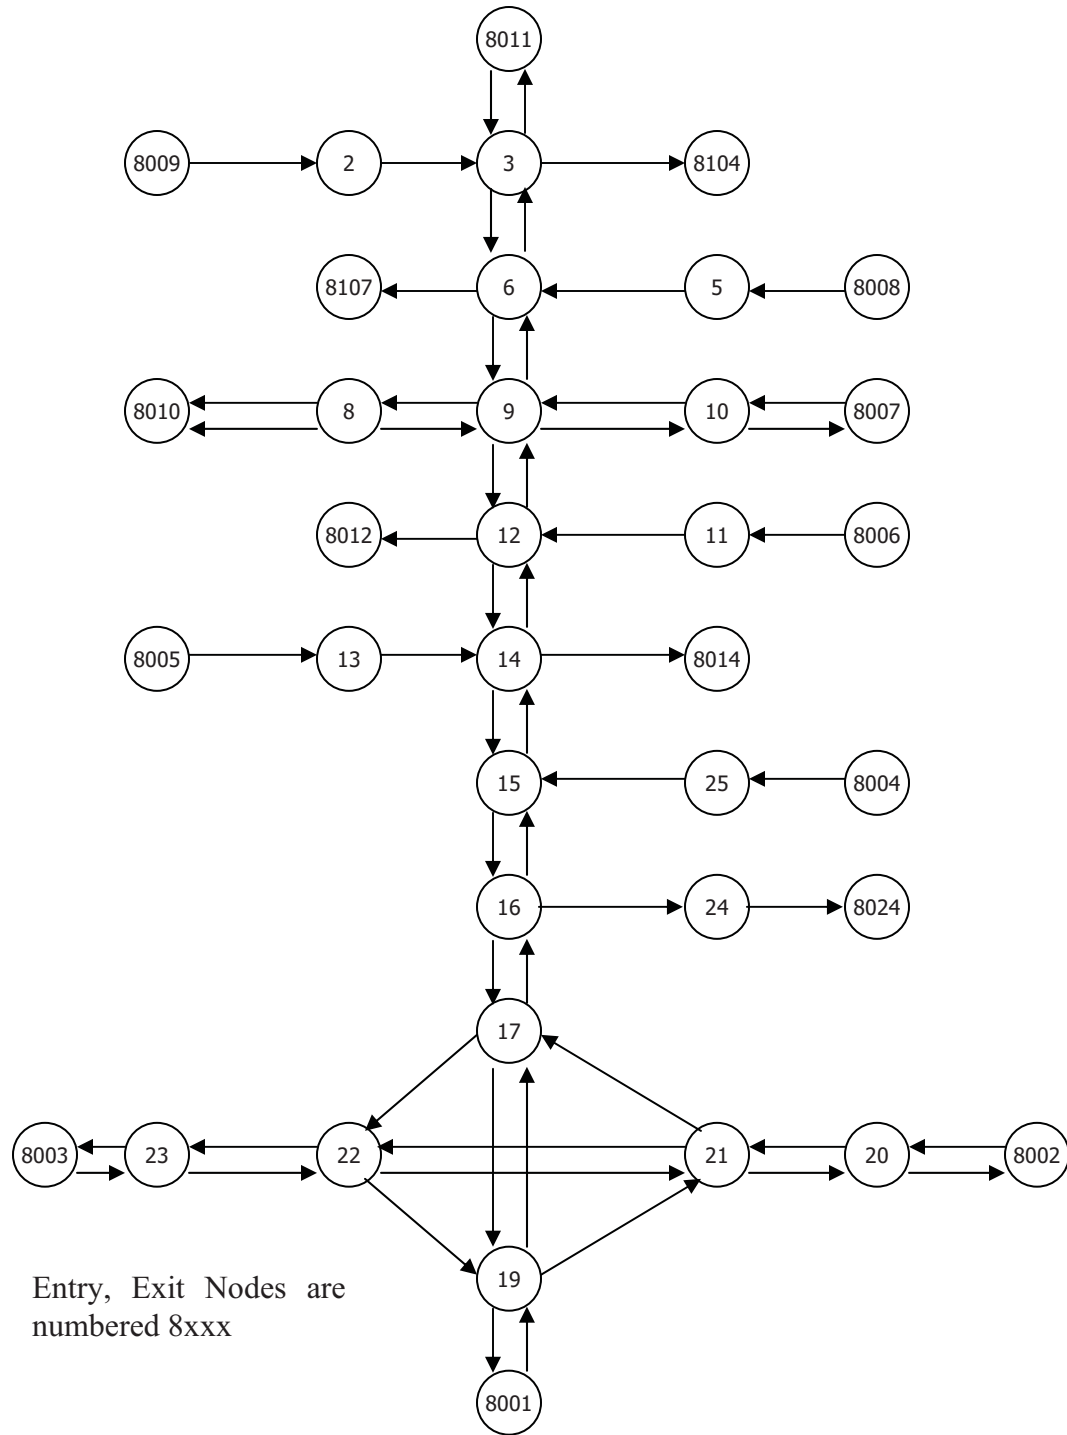 8011
8009 2 3 8104
8107 6 5 8008
8010 8 9 10 8007
8012 12 11 8006
8005 13 14 8014
15 25 8004
16 24 8024
17
8003 23 22 21 20 8002
19
Entry, Exit Nodes are
numbered 8xxx
8001